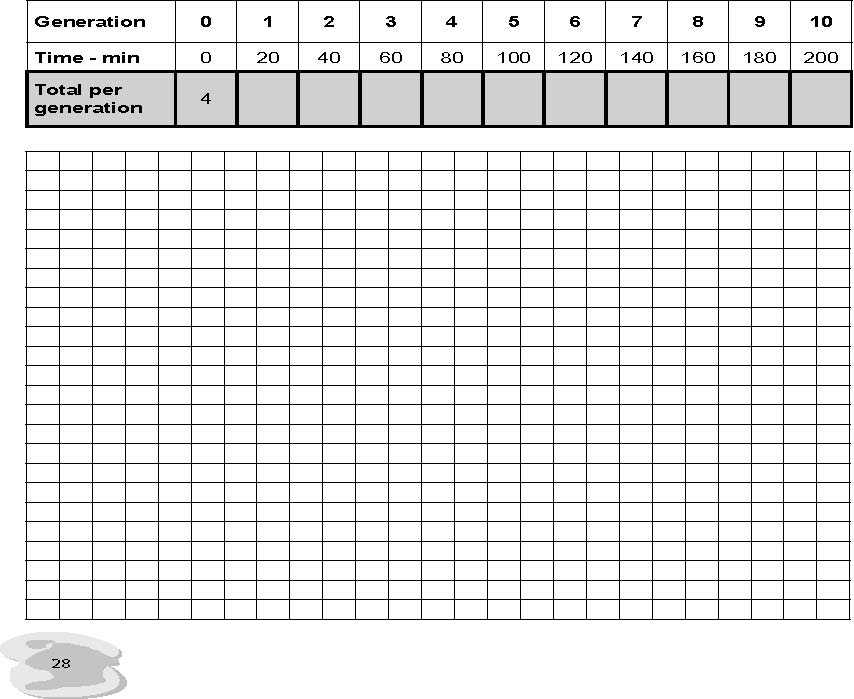 Generation 0 1 2 3 4 5 6 7 8 9 10
Time - min 0 20 40 60 80 100 120 140 160 180 200
Total per
generation 4
28